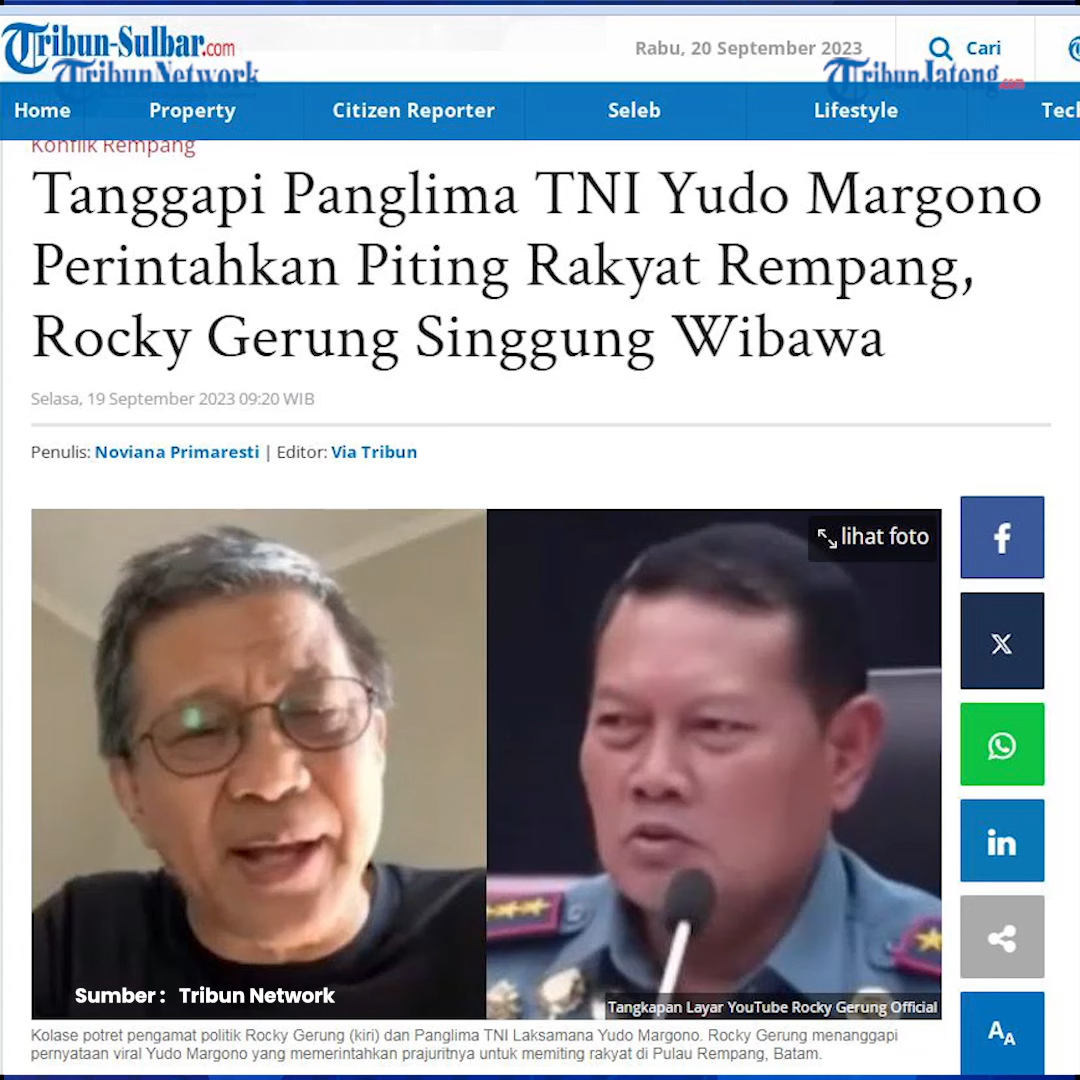 Tribun-Sulbar.com
TribunNetwork
Rabu, 20 September 2023
Cari
TribunJateng.com
Home Property Citizen Reporter Seleb Lifestyle
Konflik Rempang
Tanggapi Panglima TNI Yudo Margono
Perintahkan Piting Rakyat Rempang,
Rocky Gerung Singgung Wibawa
Selasa, 19 September 2023 09:20 WIB
Penulis: Noviana Primaresti | Editor: Via Tribun
lihat foto
f
X
in
Sumber : Tribun Network
Tangkapan Layar YouTube Rocky Gerung Official
AA
Kolase potret pengamat politik Rocky Gerung (kiri) dan Panglima TNI Laksamana Yudo Margono. Rocky Gerung menanggapi
pernyataan viral Yudo Margono yang memerintahkan prajuritnya untuk memiting rakyat di Pulau Rempang, Batam.